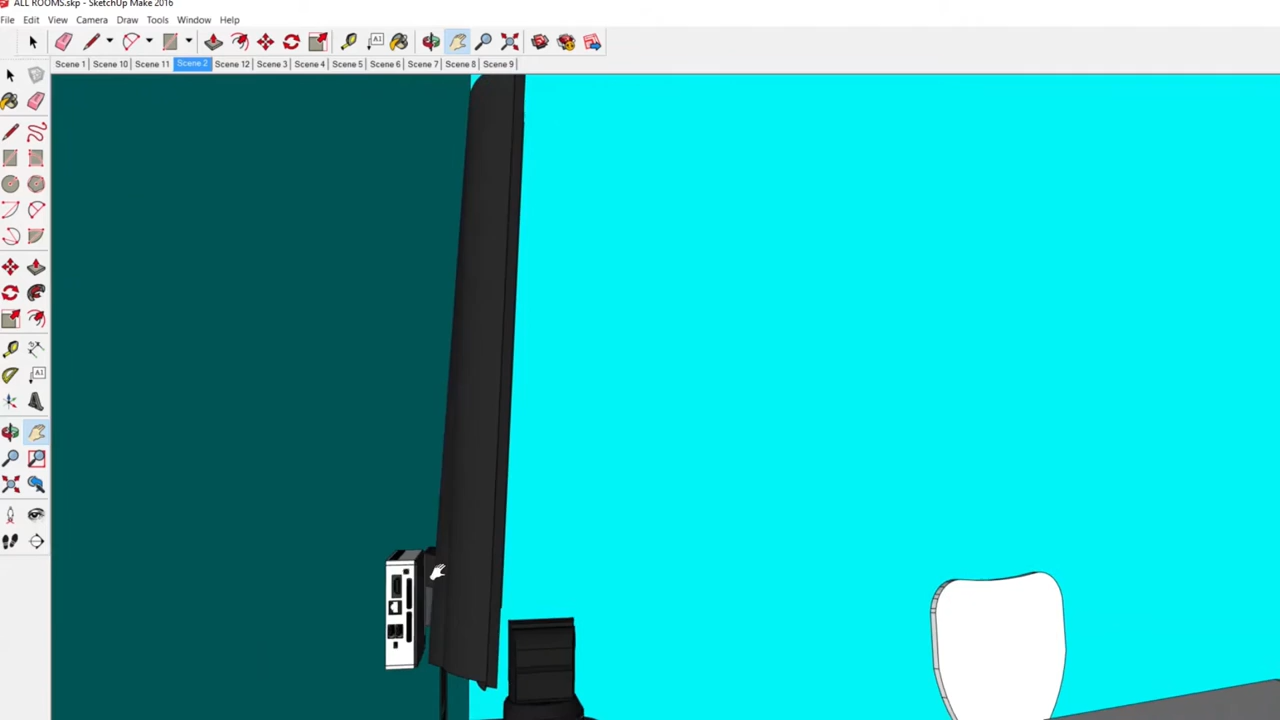 ALL ROOMS.skp - SketchUp Make 2016
File Edit View Camera Draw Tools Window Help
Scene 1 Scene 10 Scene 11 Scene 2 Scene 12 Scene 3 Scene 4 Scene 5 Scene 6 Scene 7 Scene 8 Scene 9